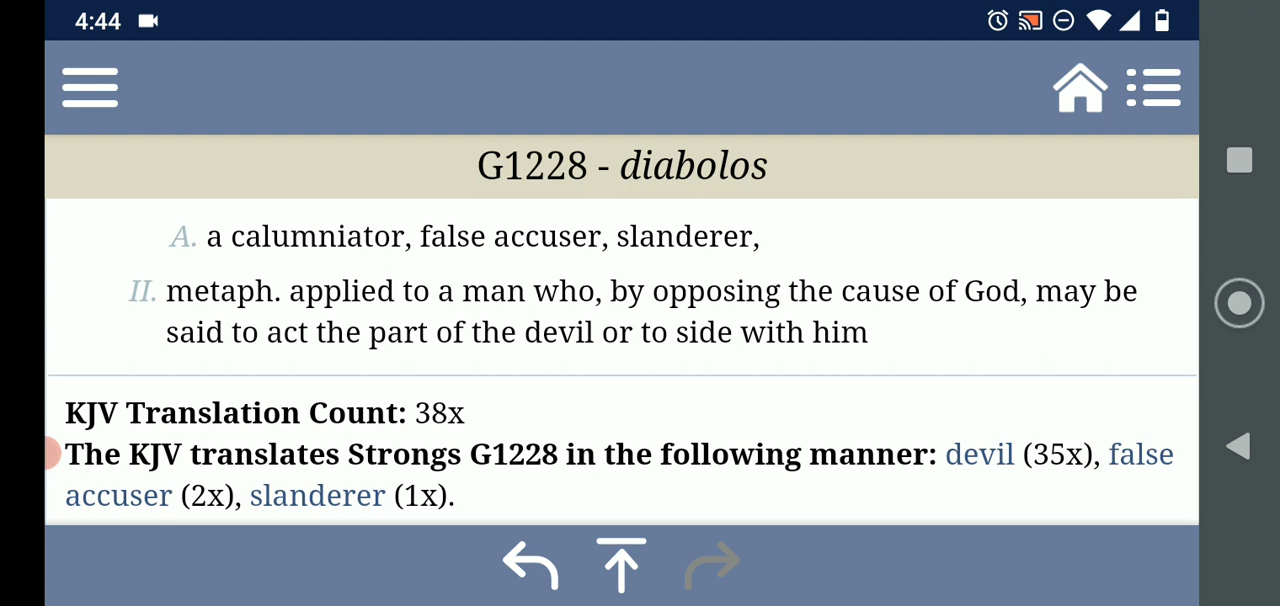 4:44
G1228 - diabolos
A. a calumniator, false accuser, slanderer,
II. metaph. applied to a man who, by opposing the cause of God, may be
said to act the part of the devil or to side with him
KJV Translation Count: 38x
The KJV translates Strongs G1228 in the following manner: devil (35x), false
accuser (2x), slanderer (1x).